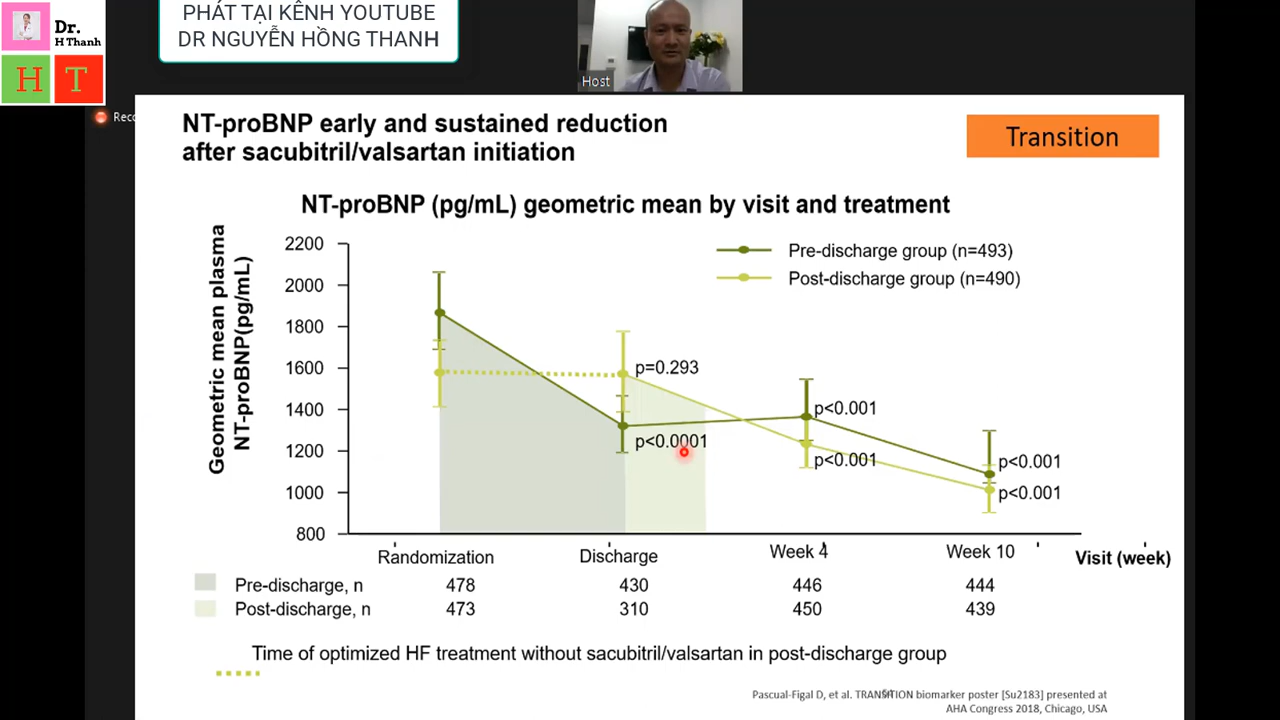 PHÁT TẠI KÊNH YOUTUBE
DR NGUYỄN HỒNG THANH
Dr.
H Thanh
H T
Host
NT-proBNP early and sustained reduction
after sacubitril/valsartan initiation
Transition
NT-proBNP (pg/mL) geometric mean by visit and treatment
Geometric mean plasma
NT-proBNP(pg/mL)
2200
2000
1800
1600
1400
1200
1000
800
Pre-discharge group (n=493)
Post-discharge group (n=490)
p=0.293
p<0.0001
p<0.001
p<0.001
p<0.001
p<0.001
Randomization Discharge Week 4 Week 10 Visit (week)
Pre-discharge, n 478 430 446 444
Post-discharge, n 473 310 450 439
Time of optimized HF treatment without sacubitril/valsartan in post-discharge group
Pascual-Figal D, et al. TRANSITION biomarker poster [Su2183] presented at
AHA Congress 2018, Chicago, USA